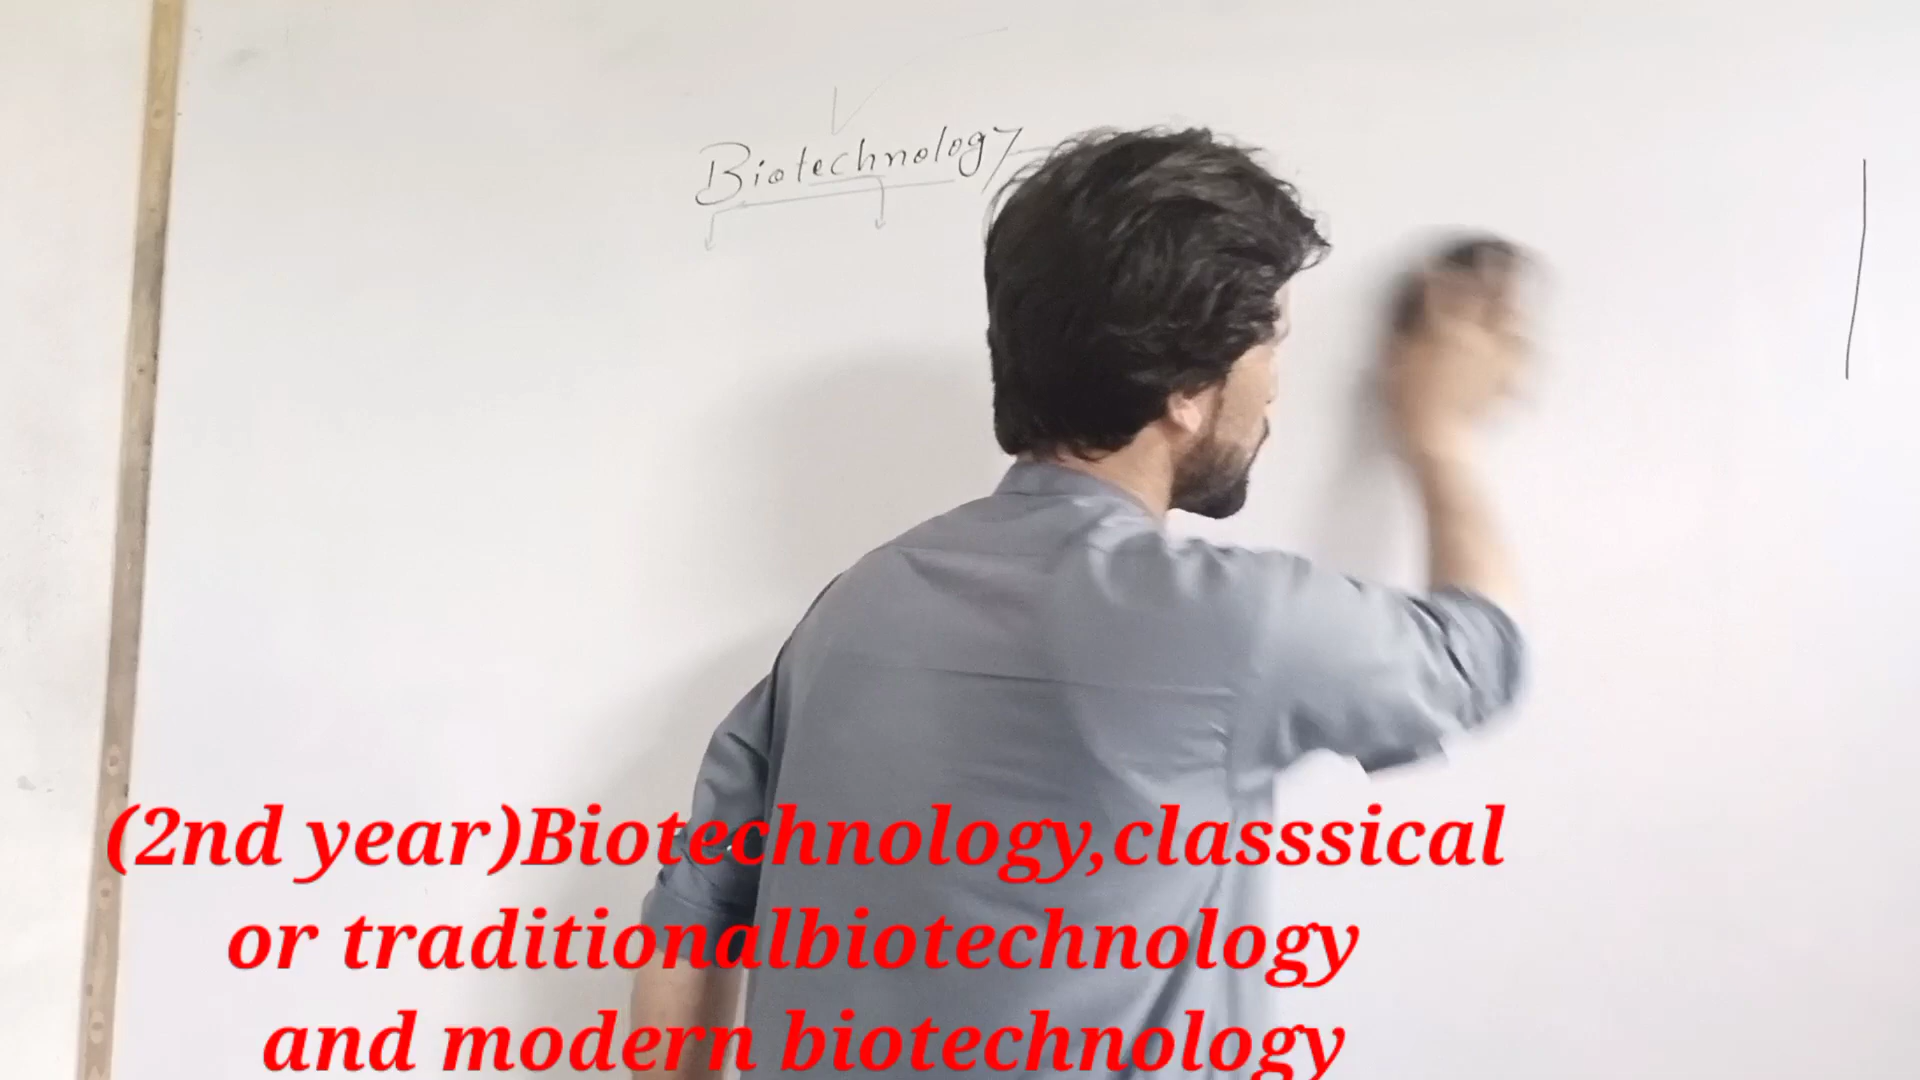 Biotechnology
(2nd year)Biotechnology,classsical
or traditionalbiotechnology
and modern biotechnology